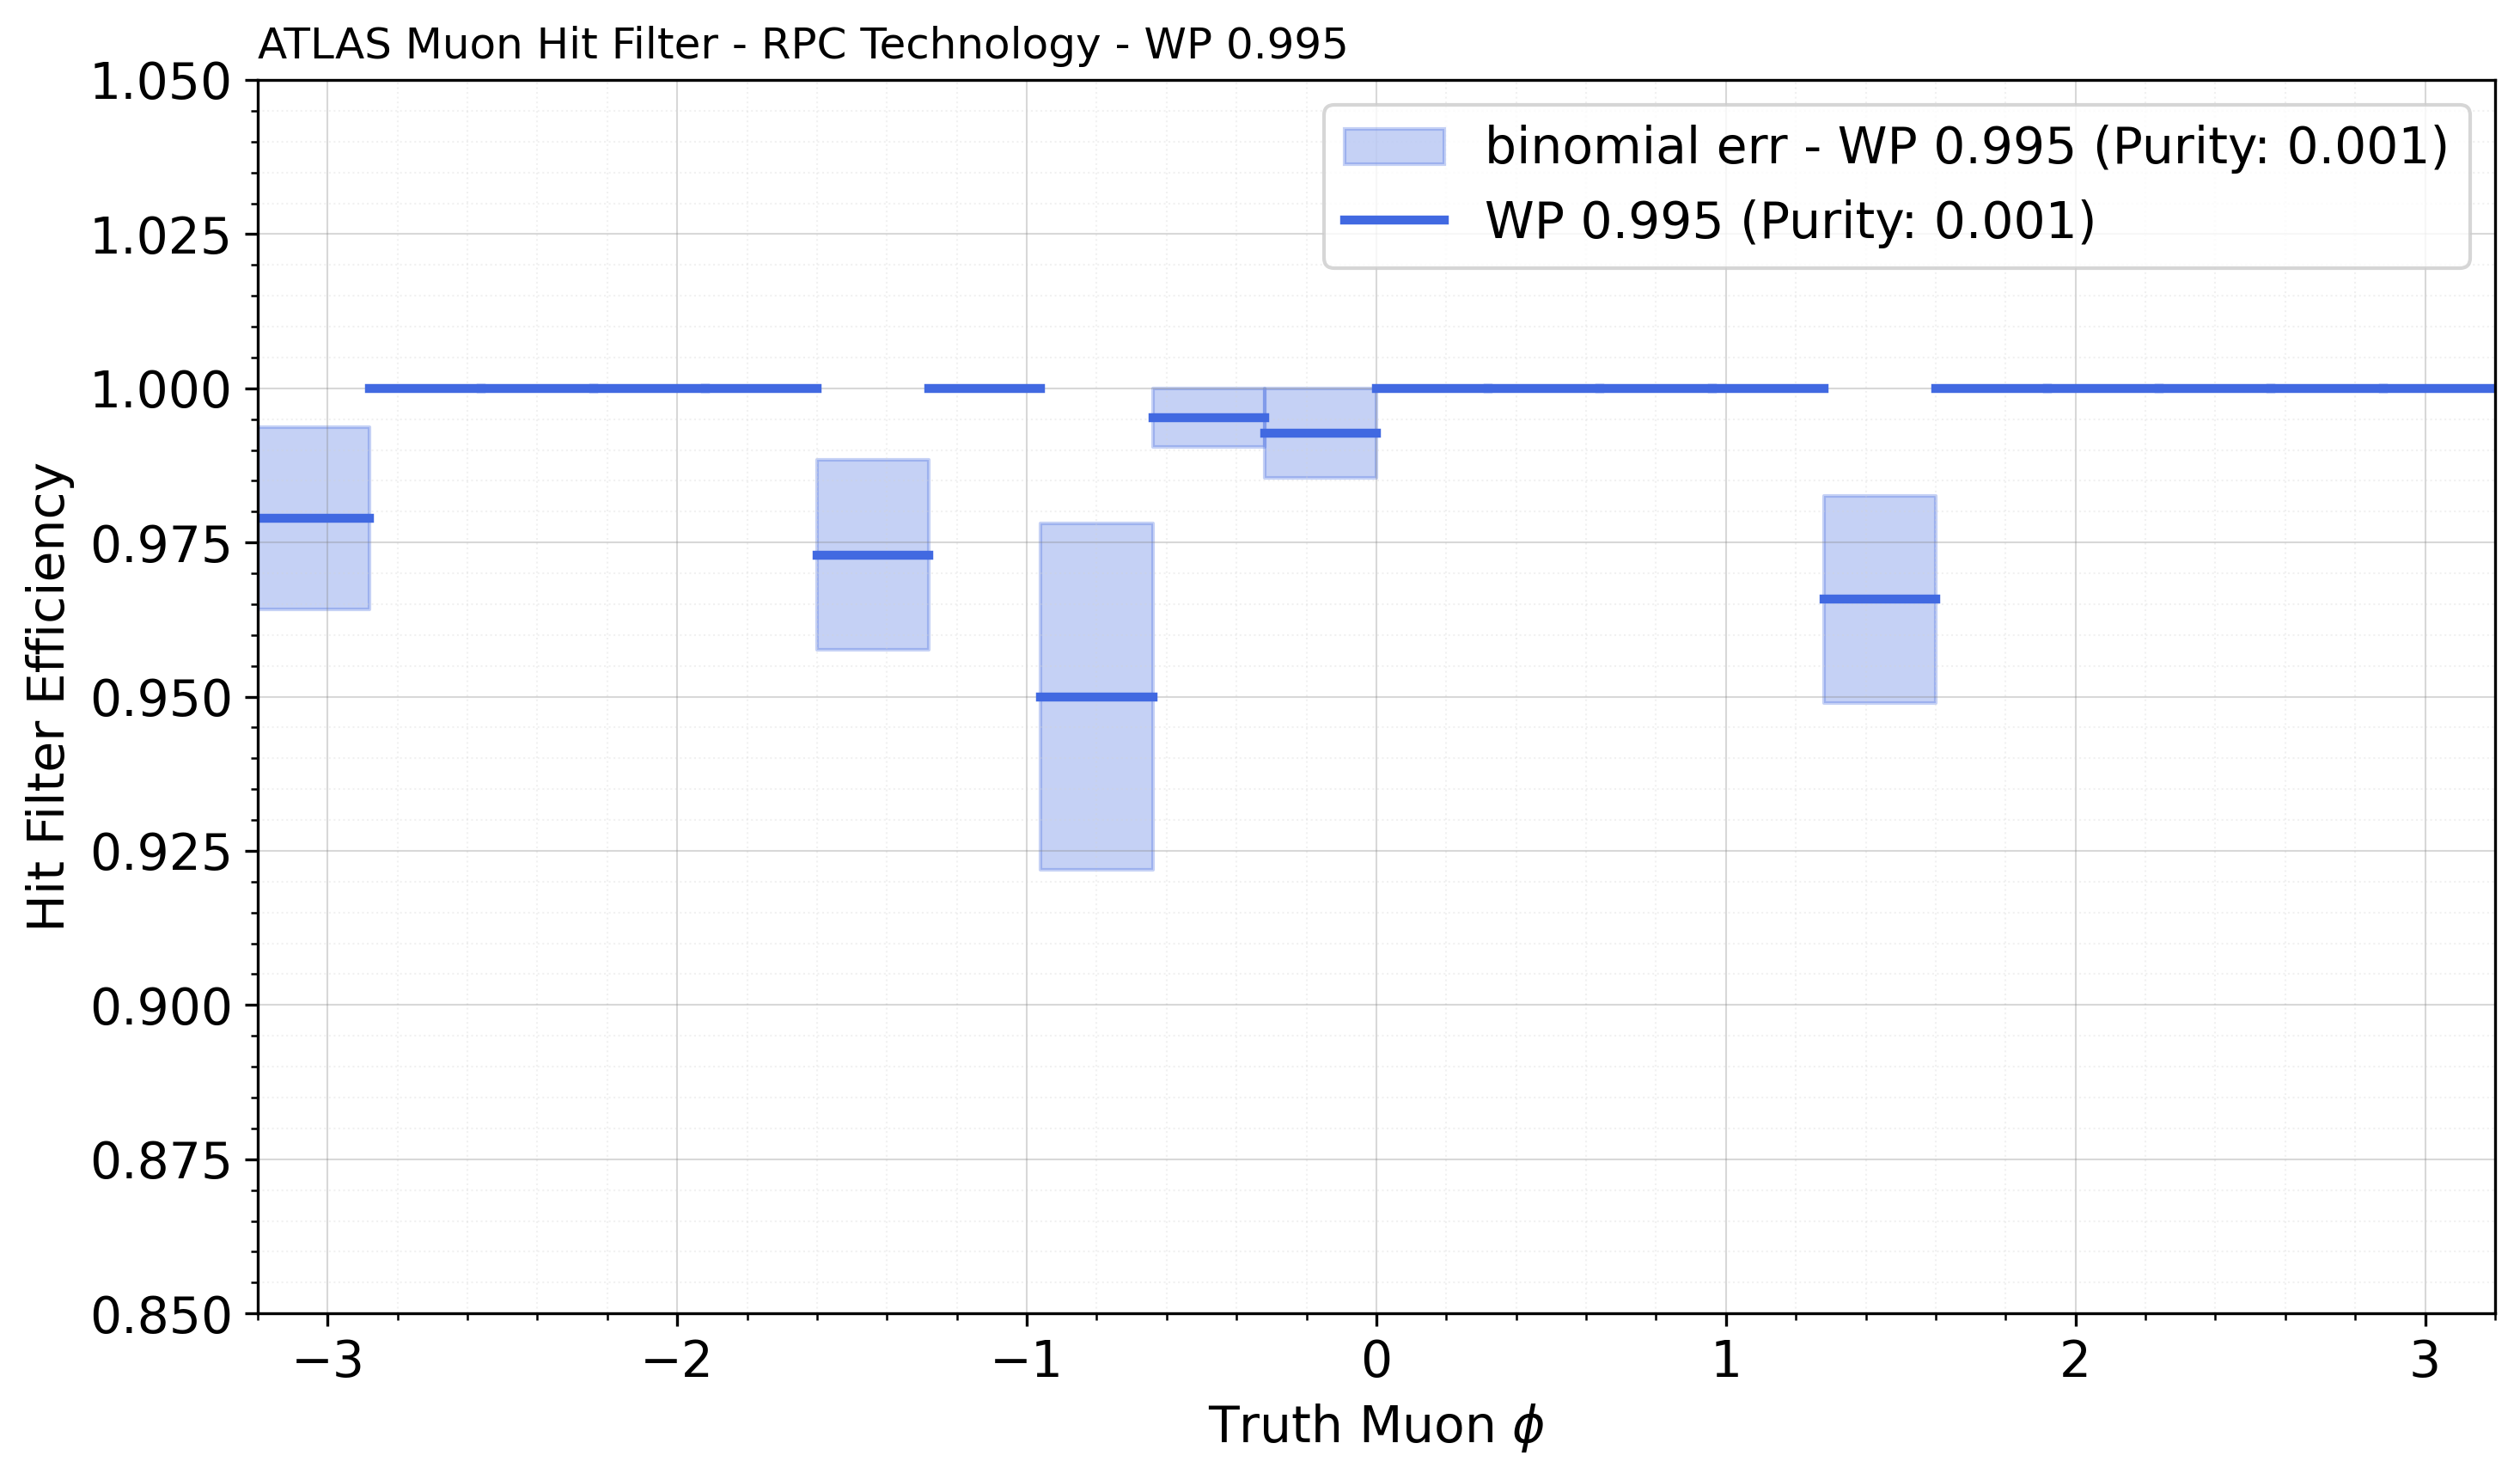 ATLAS Muon Hit Filter - RPC Technology - WP 0.995
1.050
1.025
1.000
0.975
0.950
0.925
0.900
0.875
0.850
Hit Filter Efficiency
binomial err - WP 0.995 (Purity: 0.001)
WP 0.995 (Purity: 0.001)
−3 −2 −1 0 1 2 3
Truth Muon ϕ